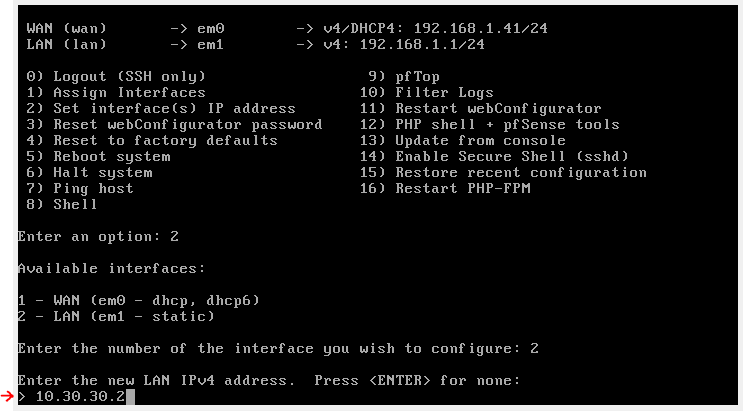 WAN (wan)       -> em0        -> v4/DHCP4: 192.168.1.41/24
LAN (lan)       -> em1        -> v4: 192.168.1.1/24
0) Logout (SSH only)                  9) pfTop
1) Assign Interfaces                 10) Filter Logs
2) Set interface(s) IP address       11) Restart webConfigurator
3) Reset webConfigurator password    12) PHP shell + pfSense tools
4) Reset to factory defaults         13) Update from console
5) Reboot system                     14) Enable Secure Shell (sshd)
6) Halt system                       15) Restore recent configuration
7) Ping host                         16) Restart PHP-FPM
8) Shell
Enter an option: 2
Available interfaces:
1 - WAN (em0 - dhcp, dhcp6)
2 - LAN (em1 - static)
Enter the number of the interface you wish to configure: 2
Enter the new LAN IPv4 address.  Press <ENTER> for none:
> 10.30.30.2